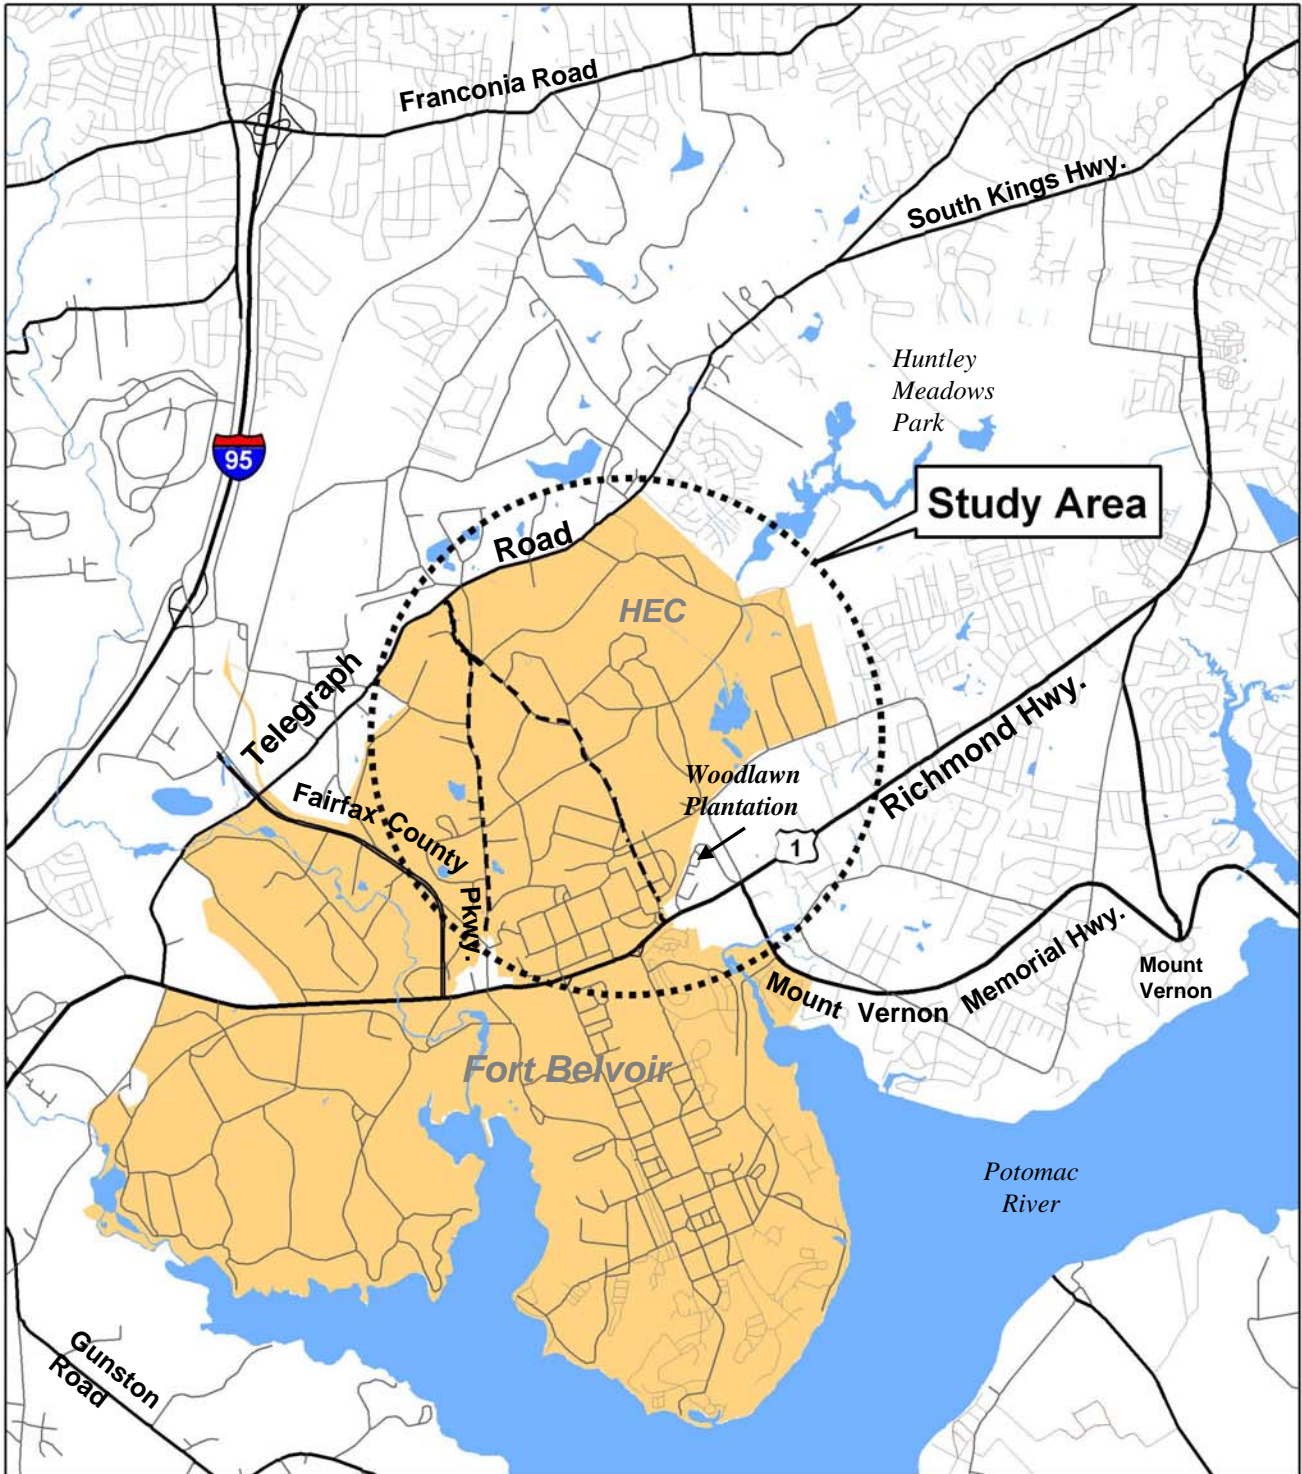 Franconia Road
South Kings Hwy.
Huntley
Meadows
Park
95
Study Area
Road
HEC
Telegraph
Richmond Hwy.
Woodlawn
Plantation
Fairfax County
Pkwy.
1
Mount Vernon Memorial Hwy.
Mount
Vernon
Fort Belvoir
Potomac
River
Gunston
Road